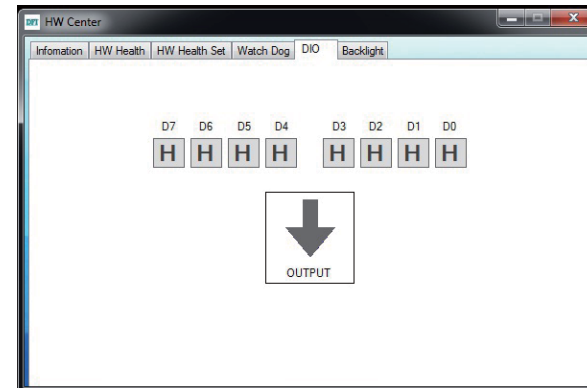 DFI HW Center
Infomation HW Health HW Health Set Watch Dog DIO Backlight
D7 D6 D5 D4 D3 D2 D1 D0
H H H H H H H H
OUTPUT